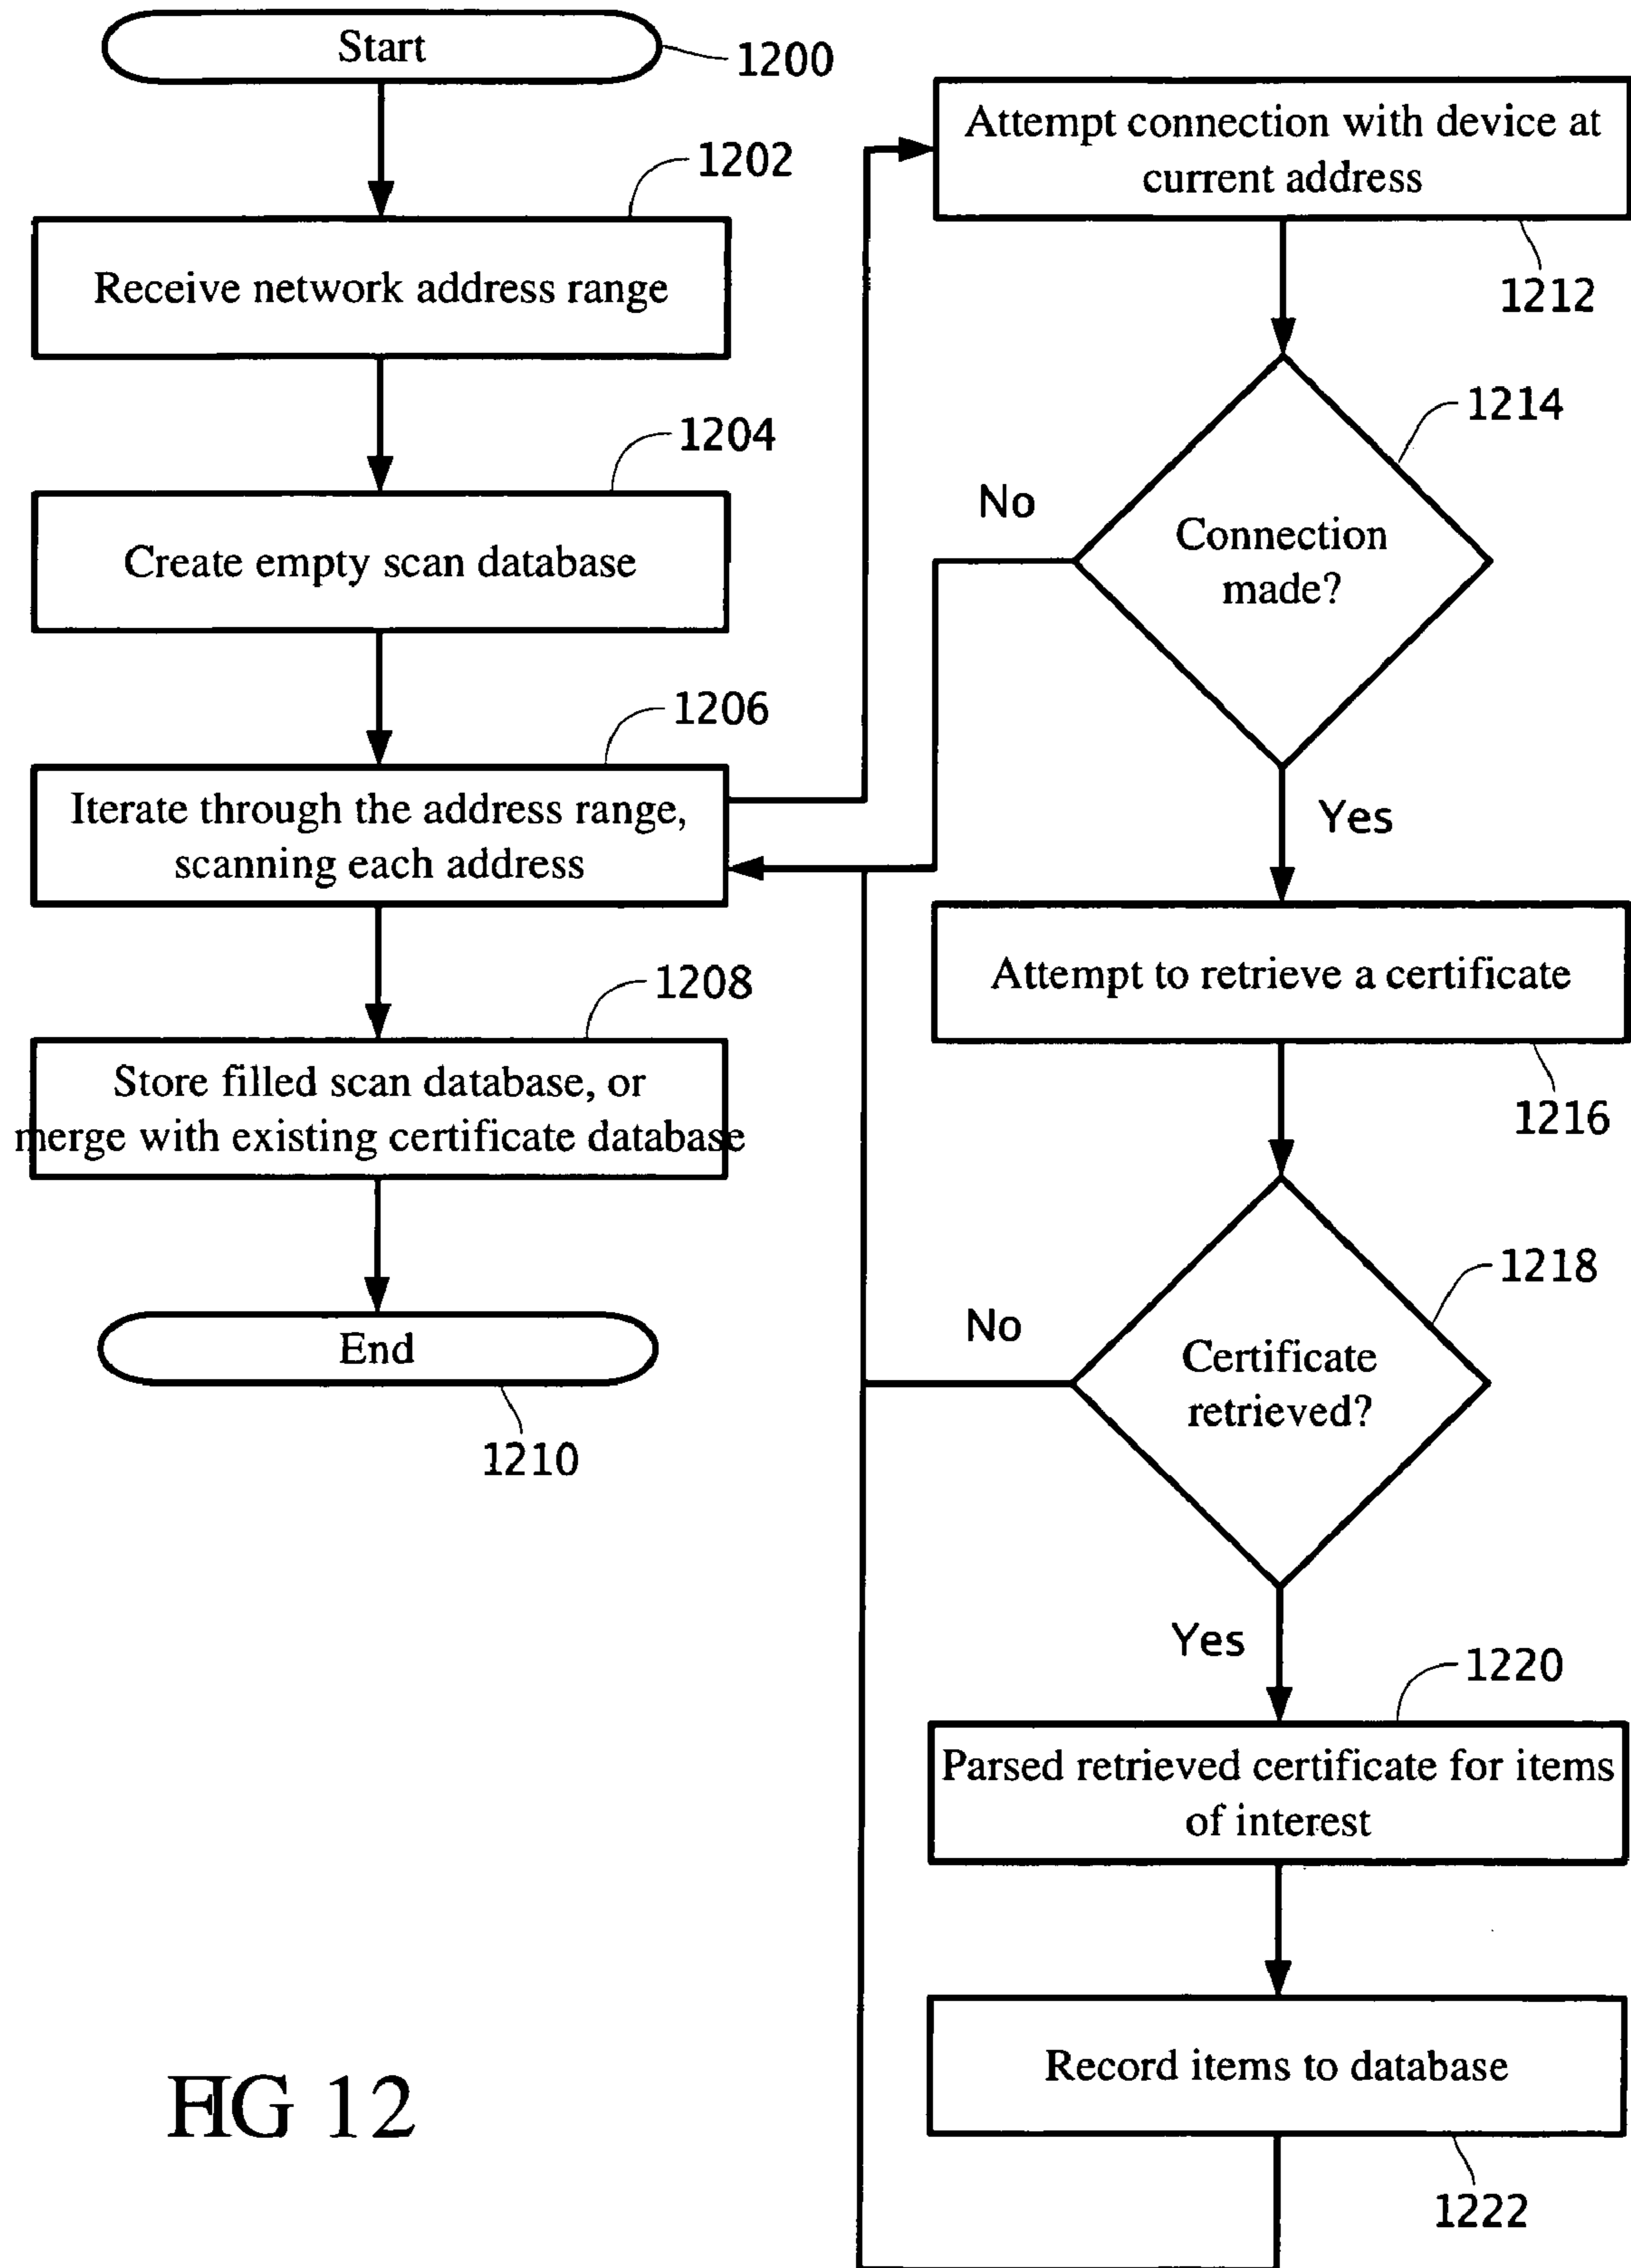 Start
1200
1202
Receive network address range
1204
Create empty scan database
1206
Iterate through the address range,
scanning each address
1208
Store filled scan database, or
merge with existing certificate database
End
1210
Attempt connection with device at
current address
1212
1214
No
Connection
made?
Yes
Attempt to retrieve a certificate
1216
1218
No
Certificate
retrieved?
Yes
1220
Parsed retrieved certificate for items
of interest
Record items to database
1222
FIG 12